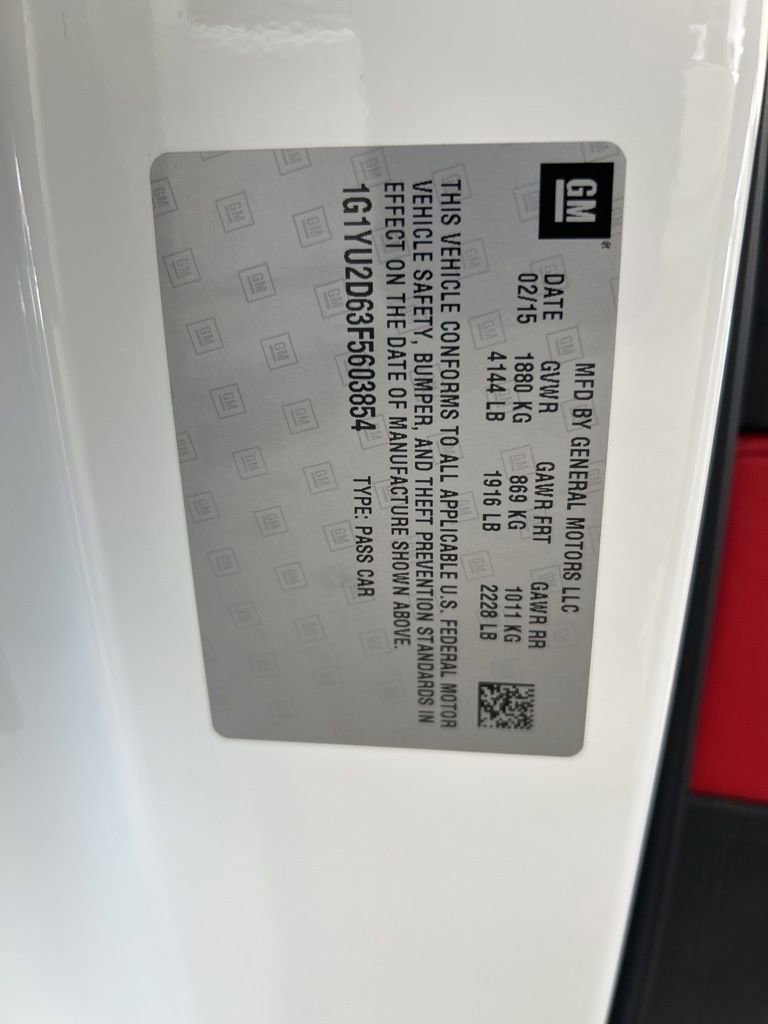 GM
®
MFD BY GENERAL MOTORS LLC
DATE GVWR GAWR FRT GAWR RR
02/15 1880 KG 869 KG 1011 KG
4144 LB 1916 LB 2228 LB
THIS VEHICLE CONFORMS TO ALL APPLICABLE U.S. FEDERAL MOTOR
VEHICLE SAFETY, BUMPER, AND THEFT PREVENTION STANDARDS IN
EFFECT ON THE DATE OF MANUFACTURE SHOWN ABOVE.
1G1YU2D63F5603854 TYPE: PASS CAR